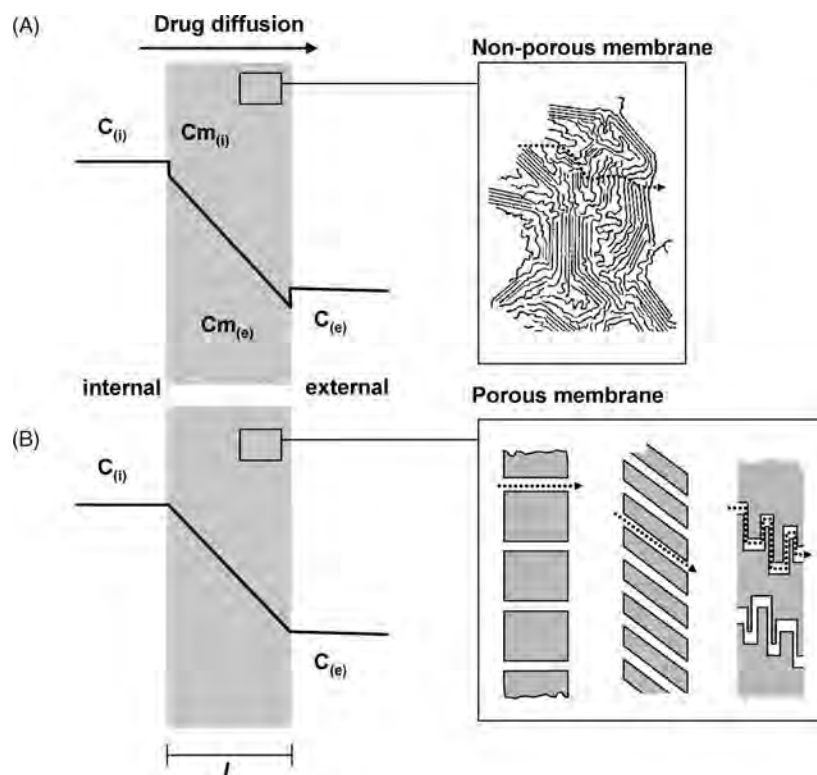 (A)
Drug diffusion
Non-porous membrane
C(i)
Cm(i)
Cm(e)
C(e)
internal
external
Porous membrane
(B)
C(i)
C(e)
l